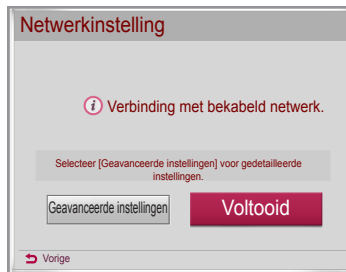 Netwerkinstelling
Verbinding met bekabeld netwerk.
Selecteer [Geavanceerde instellingen] voor gedetailleerde
instellingen.
Geavanceerde instellingen
Voltooid
Vorige